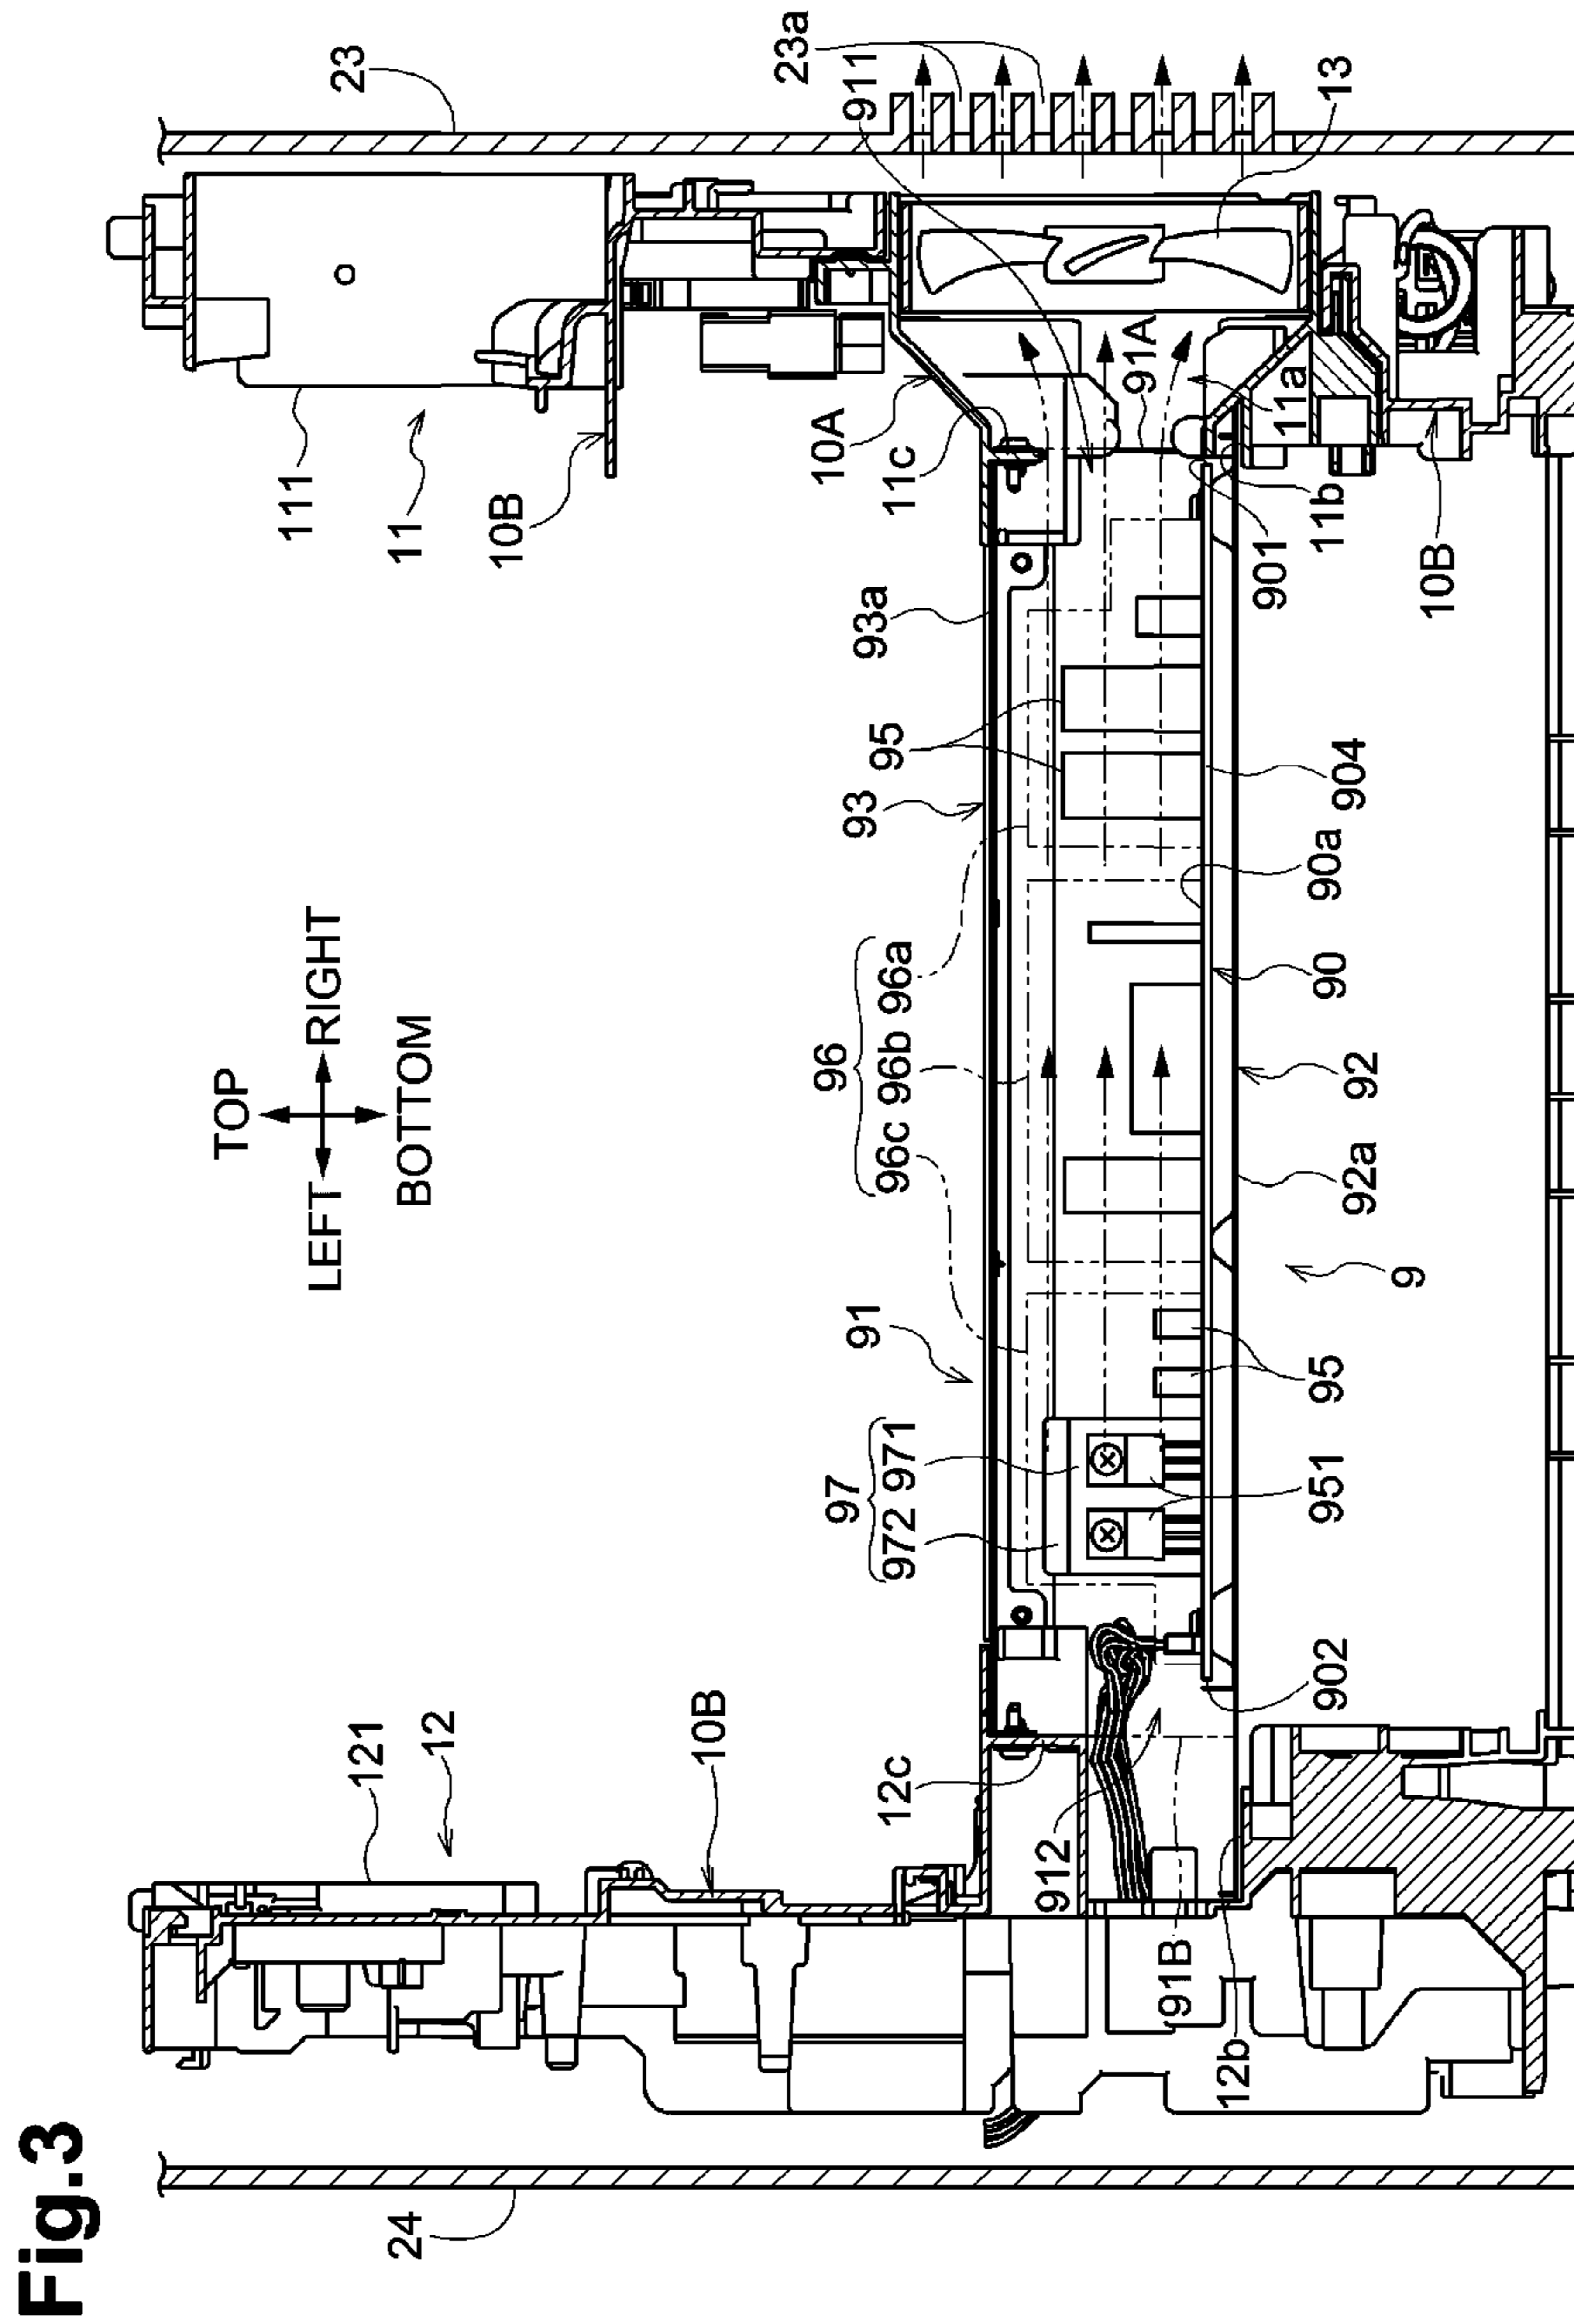 Fig.3
TOP
LEFT
RIGHT
BOTTOM
24
23
23a
911
13
111
11
10B
10A
11c
91A
11a
11b
901
10B
93a
95
93
904
90a
96
96c 96b 96a
90
92
92a
9
91
95
97
972 971
951
902
121
12
10B
12c
912
91B
12b